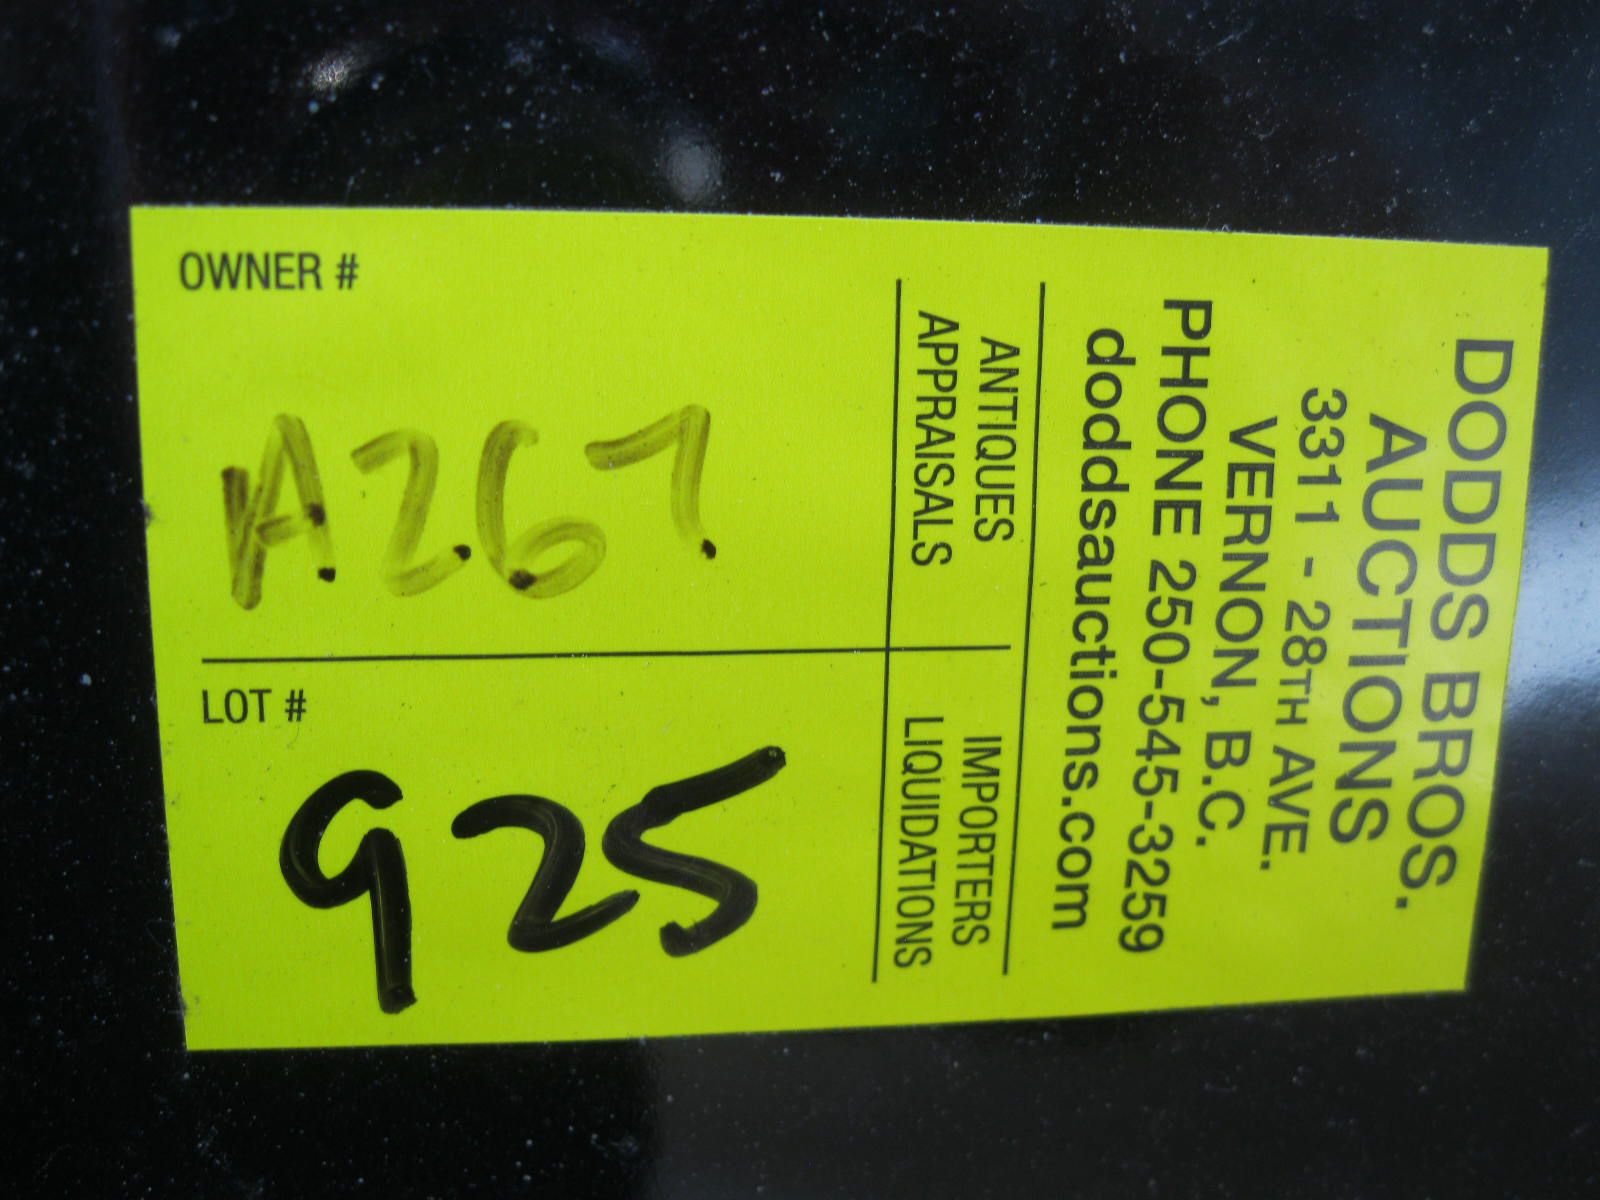 DODDS BROS.
AUCTIONS
3311 - 28TH AVE.
VERNON, B.C.
PHONE 250-545-3259
doddsauctions.com
ANTIQUES
APPRAISALS
IMPORTERS
LIQUIDATIONS
OWNER #
A267
LOT #
925